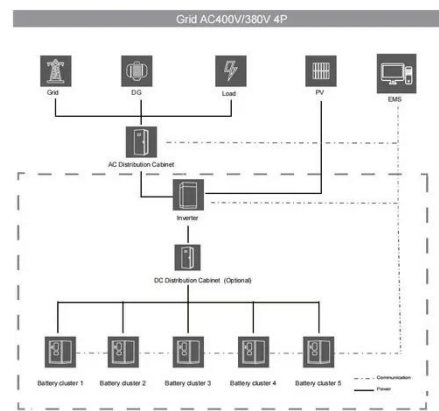 Grid AC400V/380V 4P
Grid
DG
Load
PV
EMS
AC Distribution Cabinet
Inverter
DC Distribution Cabinet (Optional)
Battery cluster 1
Battery cluster 2
Battery cluster 3
Battery cluster 4
Battery cluster 5
Communication
Power